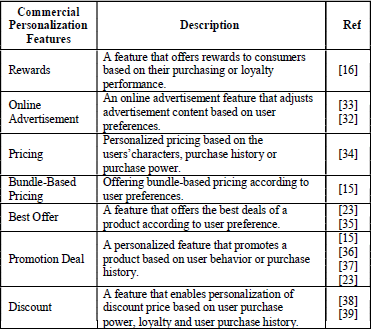 Commercial
Personalization
Features
Description
Ref
Rewards
A feature that offers rewards to consumers
based on their purchasing or loyalty
performance.
[16]
Online
Advertisement
An online advertisement feature that adjusts
advertisement content based on user
preferences.
[33]
[32]
Pricing
Personalized pricing based on the
users'characters, purchase history or
purchase power.
[34]
Bundle-Based
Pricing
Offering bundle-based pricing according to
user preferences.
[15]
Best Offer
A feature that offers the best deals of a
product according to user preference.
[23]
[35]
Promotion Deal
A personalized feature that promotes a
product based on user behavior or purchase
history.
[15]
[36]
[37]
[23]
Discount
A feature that enables personalization of
discount price based on user purchase
power, loyalty and user purchase history.
[38]
[39]